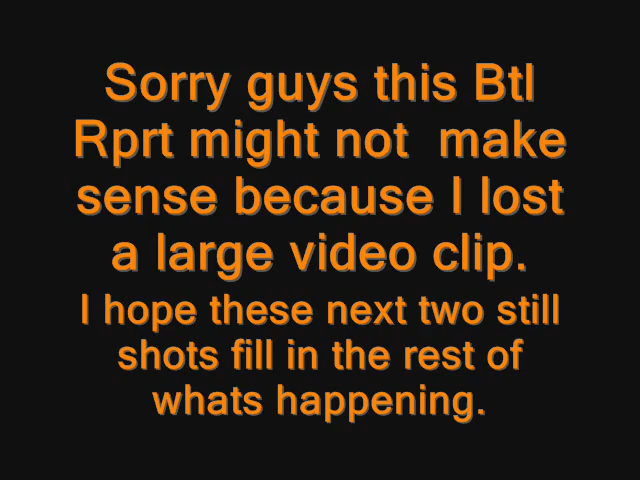 Sorry guys this Btl
Rprt might not  make
sense because I lost
a large video clip.
I hope these next two still
shots fill in the rest of
whats happening.